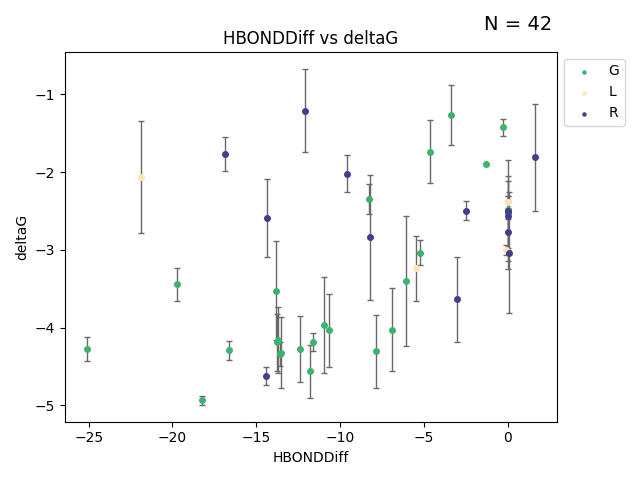 N = 42
HBONDDiff vs deltaG
G
L
R
−1
−2
−3
−4
−5
deltaG
−25 −20 −15 −10 −5 0
HBONDDiff